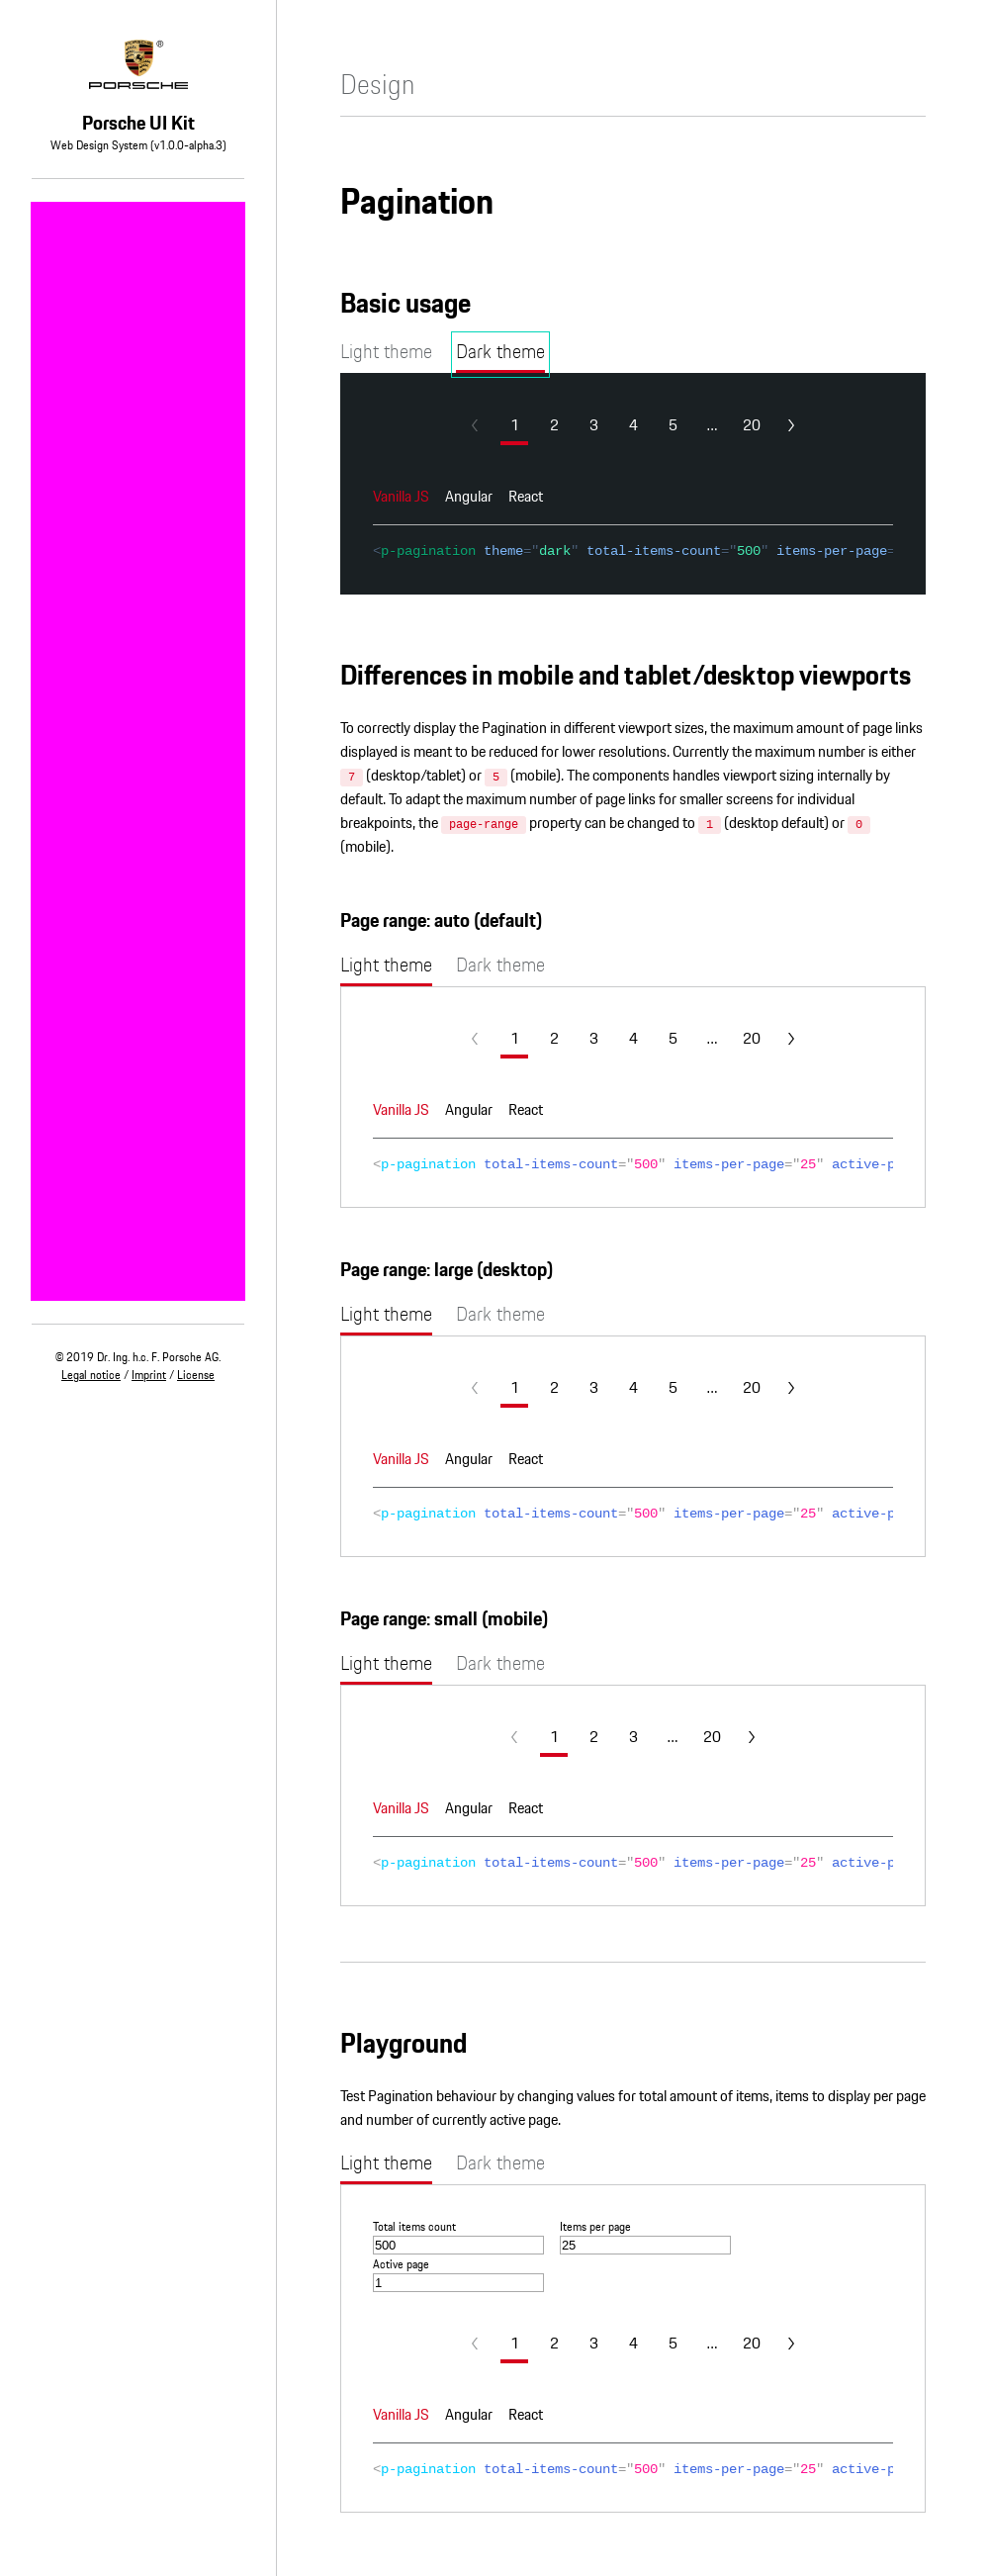 ®
PORSCHE
Porsche UI Kit
Web Design System (v1.0.0-alpha.3)
© 2019 Dr. Ing. h.c. F. Porsche AG.
Legal notice / Imprint / License
Design
Pagination
Basic usage
Light theme Dark theme
1 2 3 4 5 ... 20
Vanilla JS Angular React
<p-pagination theme="dark" total-items-count="500" items-per-page=
Differences in mobile and tablet/desktop viewports
To correctly display the Pagination in different viewport sizes, the maximum amount of page links
displayed is meant to be reduced for lower resolutions. Currently the maximum number is either
7 (desktop/tablet) or 5 (mobile). The components handles viewport sizing internally by
default. To adapt the maximum number of page links for smaller screens for individual
breakpoints, the page-range property can be changed to 1 (desktop default) or 0
(mobile).
Page range: auto (default)
Light theme Dark theme
1 2 3 4 5 ... 20
Vanilla JS Angular React
<p-pagination total-items-count="500" items-per-page="25" active-p
Page range: large (desktop)
Light theme Dark theme
1 2 3 4 5 ... 20
Vanilla JS Angular React
<p-pagination total-items-count="500" items-per-page="25" active-p
Page range: small (mobile)
Light theme Dark theme
1 2 3 ... 20
Vanilla JS Angular React
<p-pagination total-items-count="500" items-per-page="25" active-p
Playground
Test Pagination behaviour by changing values for total amount of items, items to display per page
and number of currently active page.
Light theme Dark theme
Total items count Items per page
500 25
Active page
1
1 2 3 4 5 ... 20
Vanilla JS Angular React
<p-pagination total-items-count="500" items-per-page="25" active-p